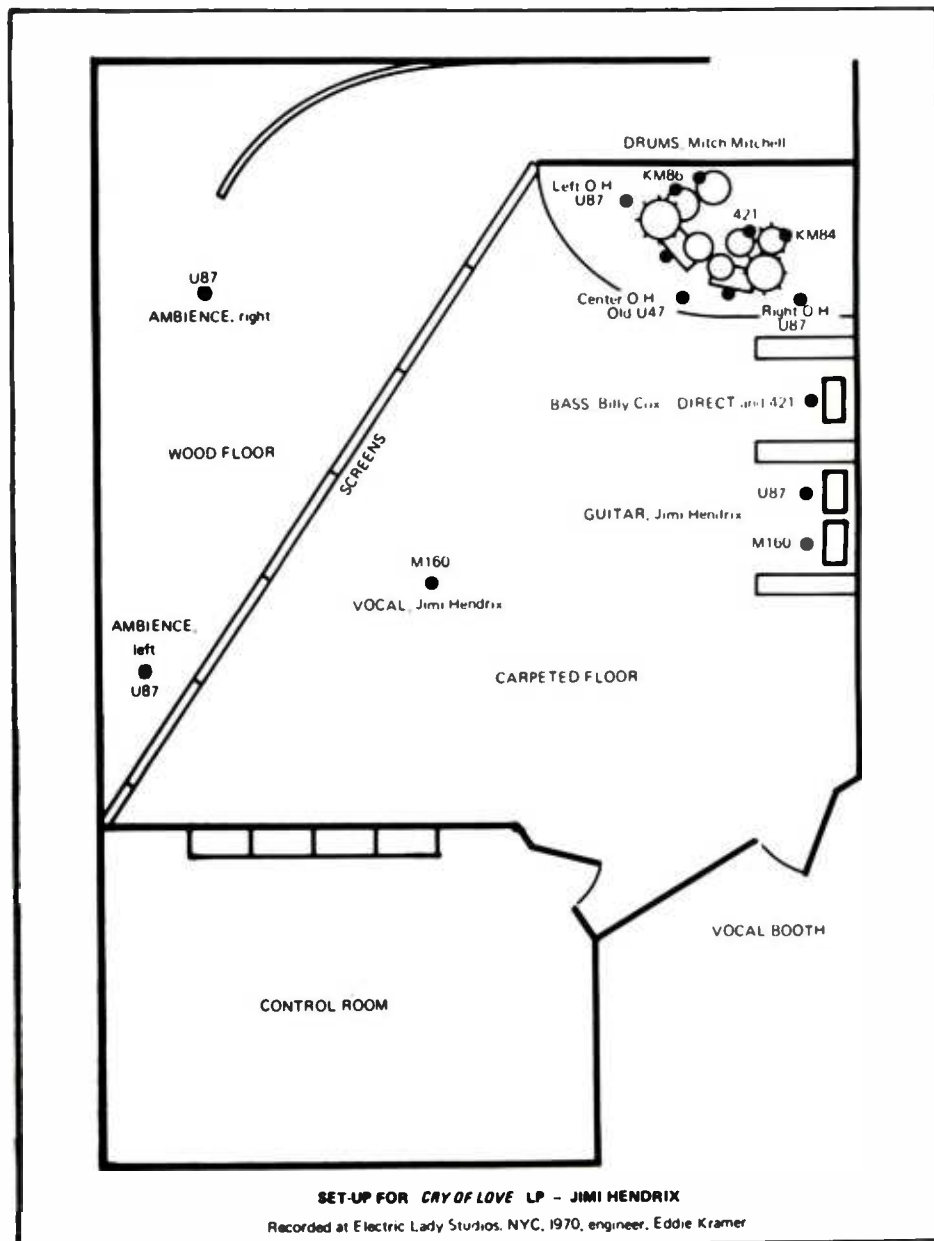 DRUMS, Mitch Mitchell
Left O H
U87
KM86
421
KM84
Center O H
Old U47
Right O H
U87
U87
AMBIENCE, right
BASS, Billy Cox DIRECT and 421
WOOD FLOOR
SCREENS
U87
GUITAR, Jimi Hendrix
M160
M160
VOCAL, Jimi Hendrix
AMBIENCE,
left
U87
CARPETED FLOOR
VOCAL BOOTH
CONTROL ROOM
SET-UP FOR CRY OF LOVE LP – JIMI HENDRIX
Recorded at Electric Lady Studios, NYC, 1970, engineer, Eddie Kramer